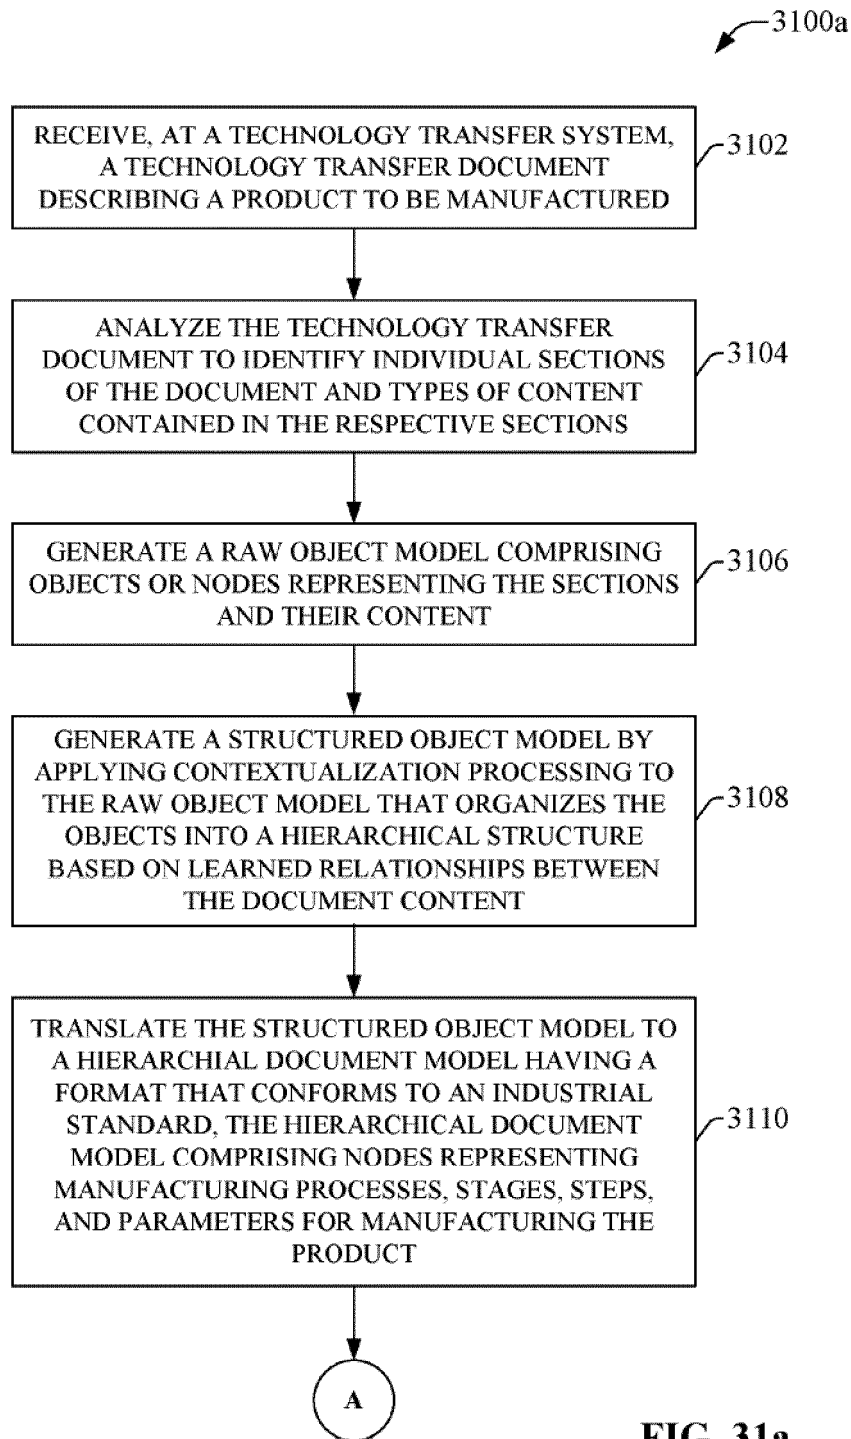 3100a
RECEIVE, AT A TECHNOLOGY TRANSFER SYSTEM,
A TECHNOLOGY TRANSFER DOCUMENT
DESCRIBING A PRODUCT TO BE MANUFACTURED
3102
ANALYZE THE TECHNOLOGY TRANSFER
DOCUMENT TO IDENTIFY INDIVIDUAL SECTIONS
OF THE DOCUMENT AND TYPES OF CONTENT
CONTAINED IN THE RESPECTIVE SECTIONS
3104
GENERATE A RAW OBJECT MODEL COMPRISING
OBJECTS OR NODES REPRESENTING THE SECTIONS
AND THEIR CONTENT
3106
GENERATE A STRUCTURED OBJECT MODEL BY
APPLYING CONTEXTUALIZATION PROCESSING TO
THE RAW OBJECT MODEL THAT ORGANIZES THE
OBJECTS INTO A HIERARCHICAL STRUCTURE
BASED ON LEARNED RELATIONSHIPS BETWEEN
THE DOCUMENT CONTENT
3108
TRANSLATE THE STRUCTURED OBJECT MODEL TO
A HIERARCHIAL DOCUMENT MODEL HAVING A
FORMAT THAT CONFORMS TO AN INDUSTRIAL
STANDARD, THE HIERARCHICAL DOCUMENT
MODEL COMPRISING NODES REPRESENTING
MANUFACTURING PROCESSES, STAGES, STEPS,
AND PARAMETERS FOR MANUFACTURING THE
PRODUCT
3110
A
FIG. 31a